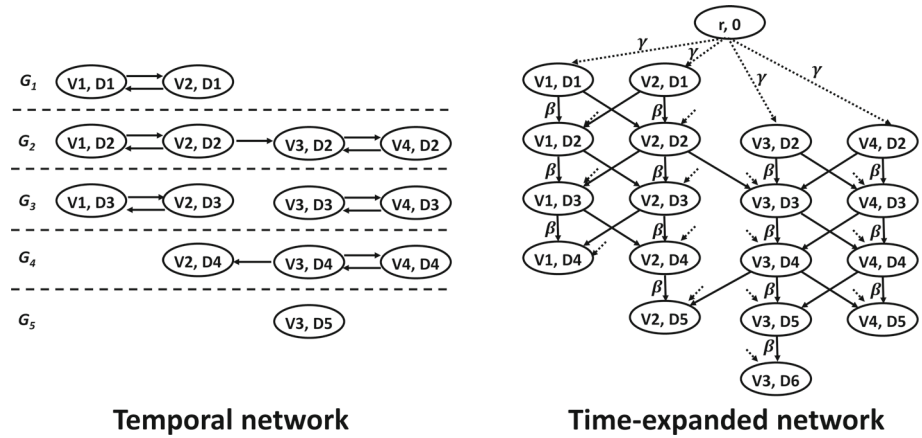 G1
V1, D1
V2, D1
G2
V1, D2
V2, D2
V3, D2
V4, D2
G3
V1, D3
V2, D3
V3, D3
V4, D3
G4
V2, D4
V3, D4
V4, D4
G5
V3, D5
Temporal network
r, 0
γ
γ
γ
γ
V1, D1
V2, D1
β
β
V1, D2
V2, D2
V3, D2
V4, D2
β
β
β
β
V1, D3
V2, D3
V3, D3
V4, D3
β
β
β
β
V1, D4
V2, D4
V3, D4
V4, D4
β
β
β
V2, D5
V3, D5
V4, D5
β
V3, D6
Time-expanded network